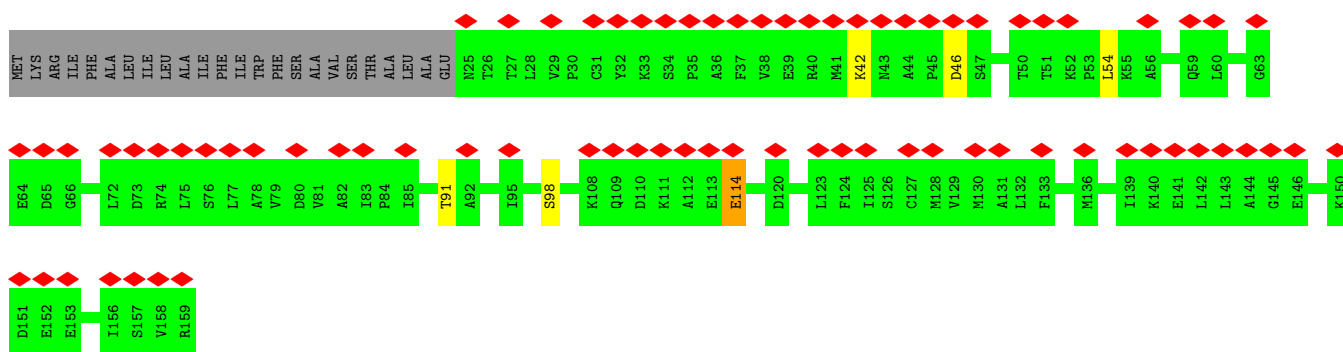 MET LYS ARG ILE PHE ALA LEU ILE LEU ALA ILE PHE ILE TRP PHE SER ALA VAL SER THR ALA LEU ALA GLU N25 T26 T27 L28 V29 P30 C31 Y32 K33 S34 P35 A36 F37 V38 E39 R40 M41 K42 N43 A44 P45 D46 S47 T50 T51 K52 P53 L54 K55 A56 Q59 L60 G63
E64 D65 G66 L72 D73 R74 L75 S76 L77 A78 V79 D80 V81 A82 I83 P84 I85 T91 A92 I95 S98 K108 Q109 D110 K111 A112 E113 E114 D120 L123 F124 I125 S126 C127 M128 V129 M130 A131 L132 F133 M136 I139 K140 E141 L142 L143 A144 G145 E146 K150
D151 E152 E153 I156 S157 V158 R159